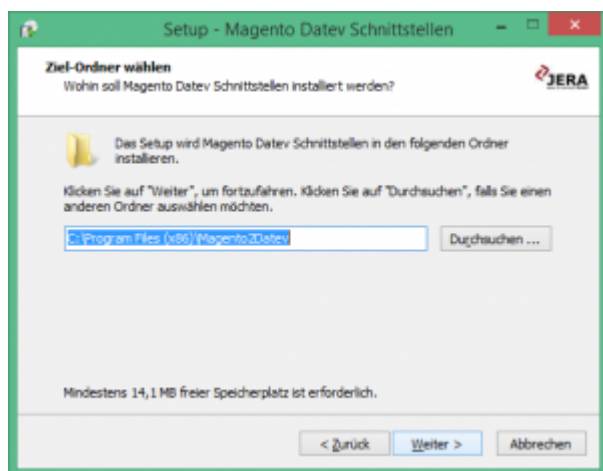 Setup - Magento Datev Schnittstellen
Ziel-Ordner wählen
Wohin soll Magento Datev Schnittstellen installiert werden?
JERA
Das Setup wird Magento Datev Schnittstellen in den folgenden Ordner
installieren.
Klicken Sie auf "Weiter", um fortzufahren. Klicken Sie auf "Durchsuchen", falls Sie einen
anderen Ordner auswählen möchten.
C:\Program Files (x86)\Magento2Datev
Durchsuchen ...
Mindestens 14,1 MB freier Speicherplatz ist erforderlich.
< Zurück Weiter > Abbrechen